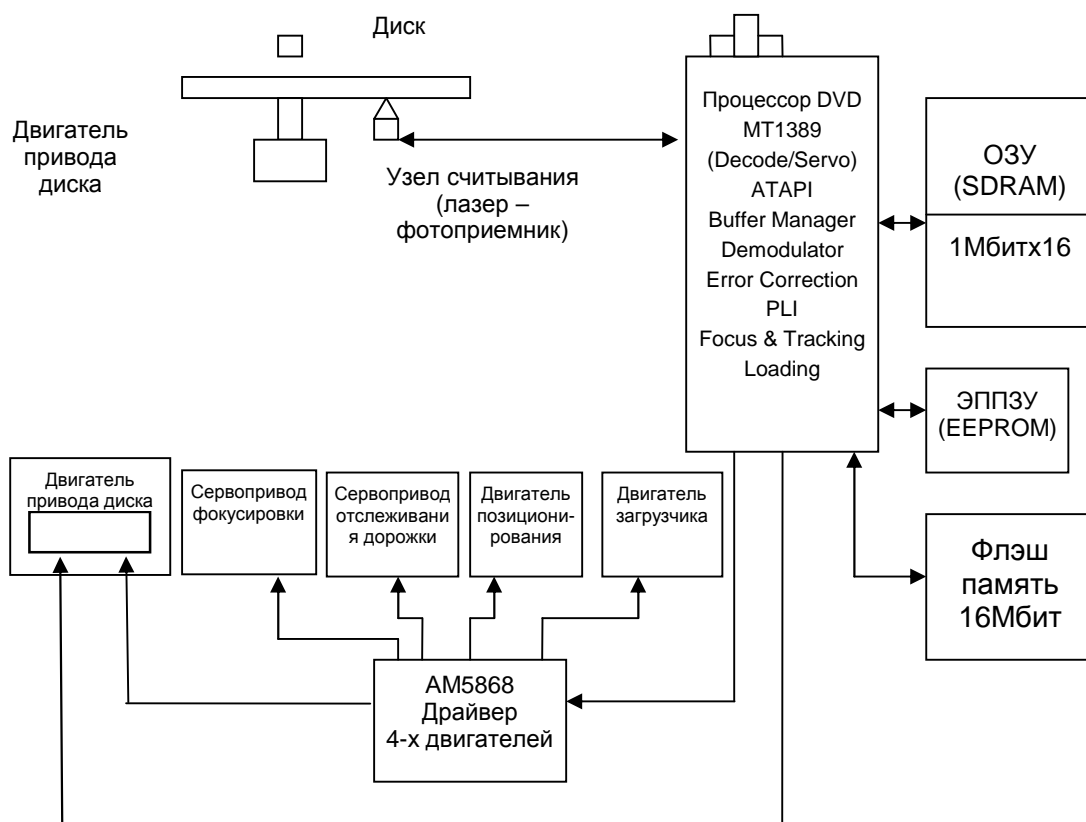 Диск
Двигатель
привода
диска
Узел считывания
(лазер –
фотоприемник)
Процессор DVD
MT1389
(Decode/Servo)
ATAPI
Buffer Manager
Demodulator
Error Correction
PLI
Focus & Tracking
Loading
ОЗУ
(SDRAM)
1Мбитх16
ЭППЗУ
(EEPROM)
Флэш
память
16Мбит
Двигатель
привода диска
Сервопривод
фокусировки
Сервопривод
отслеживани
я дорожки
Двигатель
позициони-
рования
Двигатель
загрузчика
AM5868
Драйвер
4-х двигателей